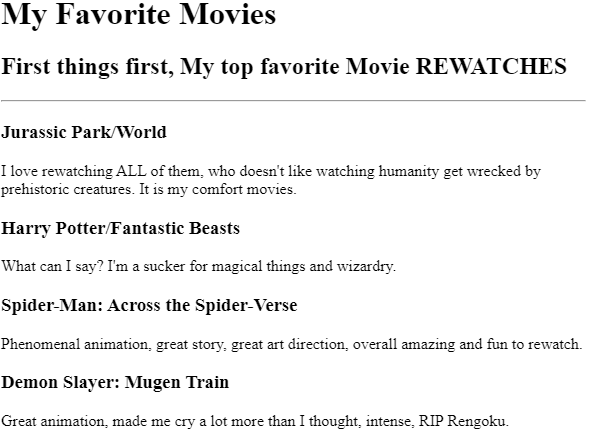 My Favorite Movies
First things first, My top favorite Movie REWATCHES
Jurassic Park/World
I love rewatching ALL of them, who doesn't like watching humanity get wrecked by
prehistoric creatures. It is my comfort movies.
Harry Potter/Fantastic Beasts
What can I say? I'm a sucker for magical things and wizardry.
Spider-Man: Across the Spider-Verse
Phenomenal animation, great story, great art direction, overall amazing and fun to rewatch.
Demon Slayer: Mugen Train
Great animation, made me cry a lot more than I thought, intense, RIP Rengoku.